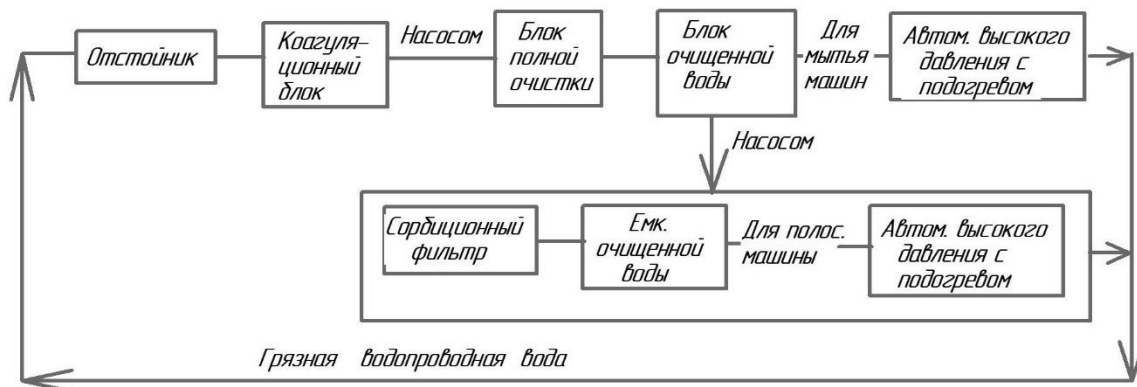 Отстойник
Коагуля-
ционный
блок
Насосом
Блок
полной
очистки
Блок
очищенной
воды
Для
мытья
машин
Автом. высокого
давления с
подогревом
Насосом
Сорбиционный
фильтр
Емк.
очищенной
воды
Для полос.
машины
Автом. высокого
давления с
подогревом
Грязная водопроводная вода